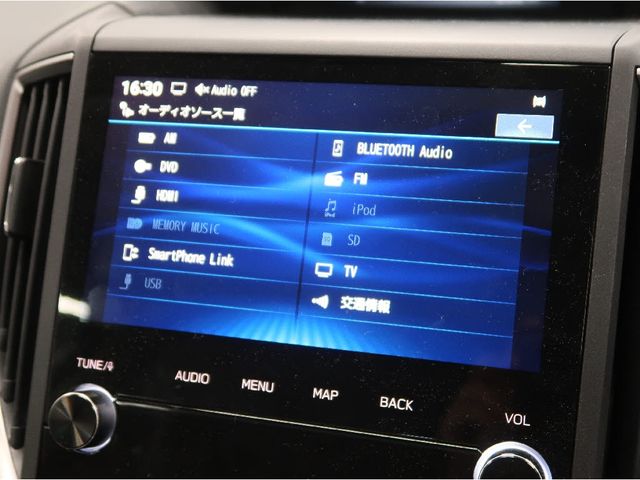 16:30 Audio OFF
オーディオソース一覧
AM
DVD
HDMI
MEMORY MUSIC
SmartPhone Link
USB
BLUETOOTH Audio
FM
iPod
SD
TV
交通情報
TUNE/
AUDIO
MENU
MAP
BACK
VOL